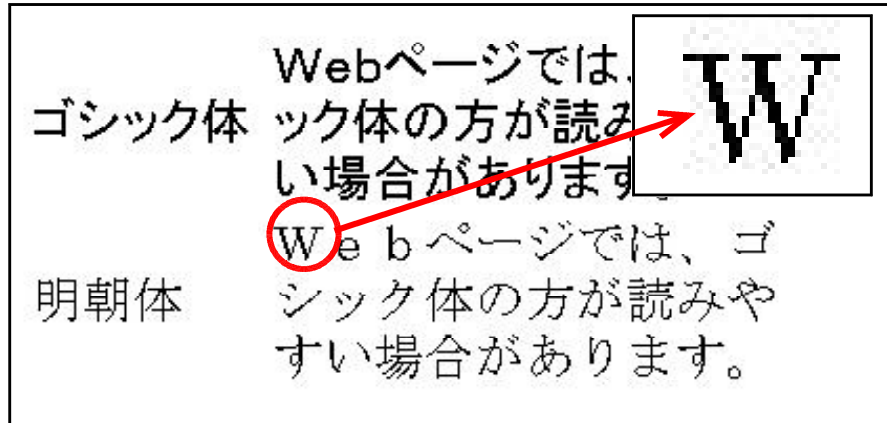 Webページでは、
ゴシック体 ック体の方が読み
い場合があります。
W
Webページでは、ゴ
明朝体 シック体の方が読みや
すい場合があります。